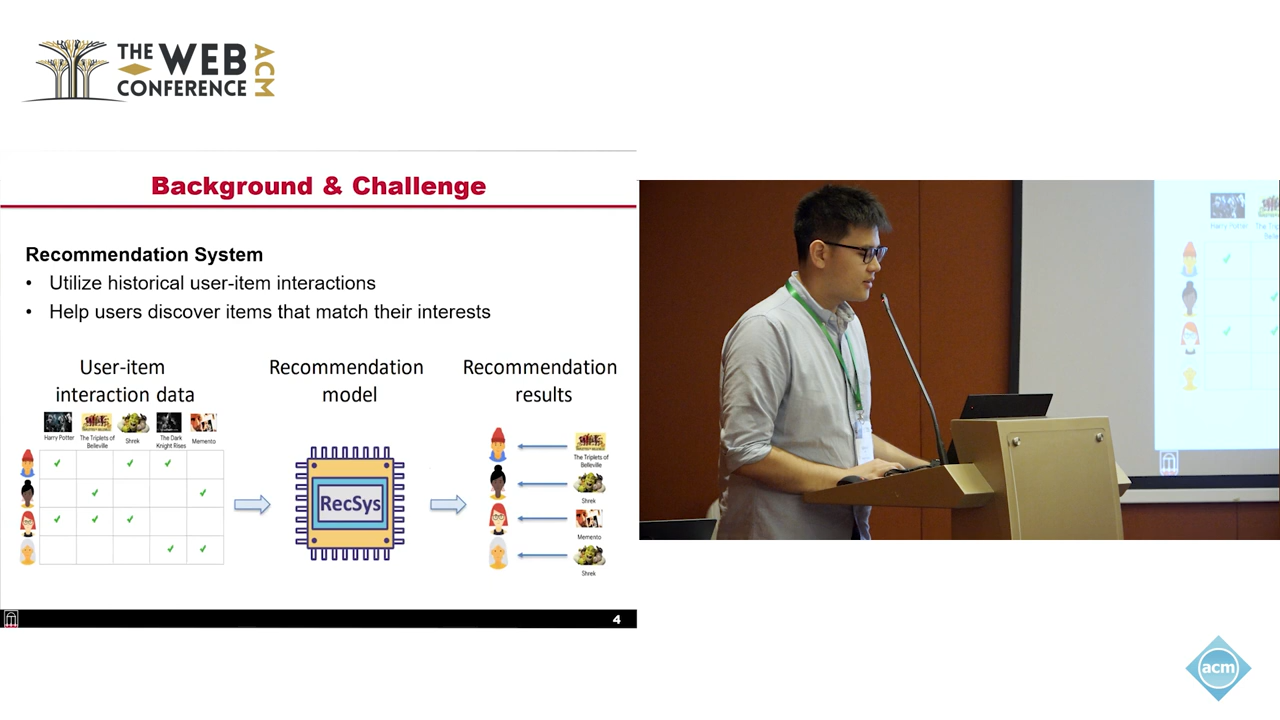 THE WEB
CONFERENCE
ACM
Background & Challenge
Recommendation System
• Utilize historical user-item interactions
• Help users discover items that match their interests
User-item
interaction data
Recommendation
model
Recommendation
results
Harry Potter
The Triplets of
Belleville
Shrek
The Dark
Knight Rises
Memento
RecSys
The Triplets of
Belleville
Shrek
Memento
Shrek
4
Harry Potter
acm